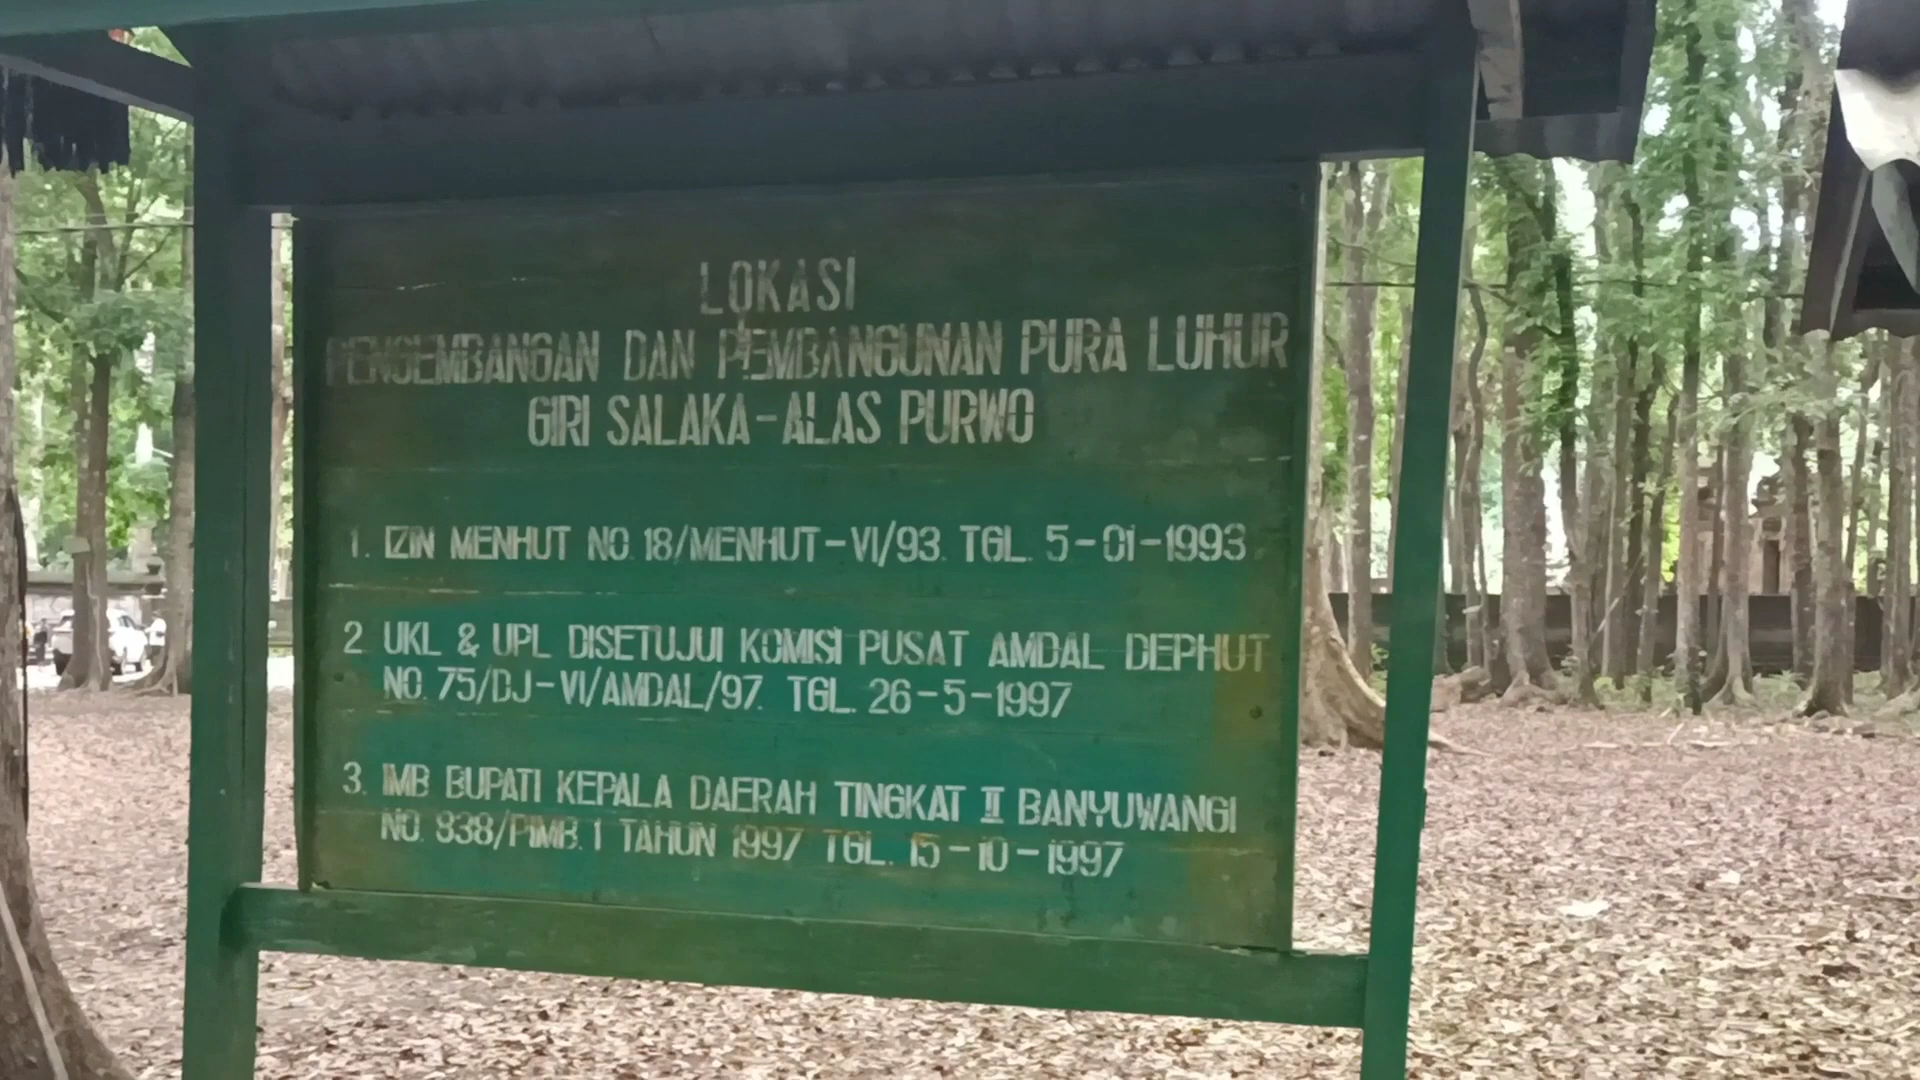 LOKASI
PENGEMBANGAN DAN PEMBANGUNAN PURA LUHUR
GIRI SALAKA-ALAS PURWO
1. IZIN MENHUT NO. 18/MENHUT-VI/93. TGL. 5-01-1993
2. UKL & UPL DISETUJUI KOMISI PUSAT AMDAL DEPHUT
NO. 75/DJ-VI/AMDAL/97. TGL. 26-5-1997
3. IMB BUPATI KEPALA DAERAH TINGKAT II BANYUWANGI
NO. 938/PIMB.1 TAHUN 1997 TGL. 15-10-1997